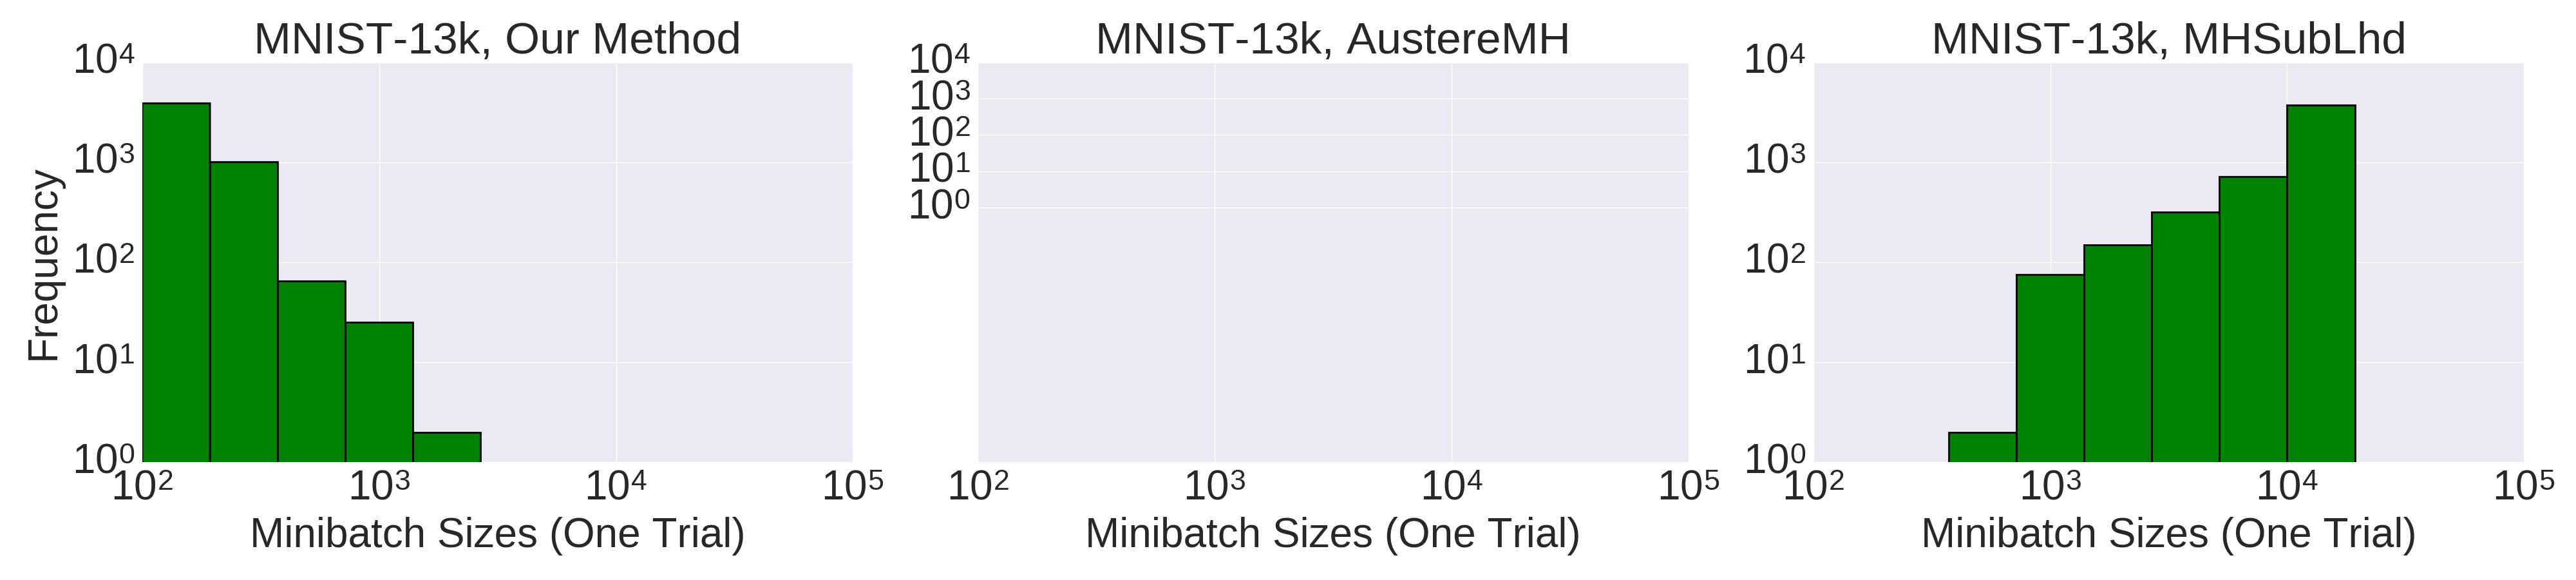 MNIST-13k, Our Method
10⁴
10³
10²
10¹
10⁰
Frequency
10² 10³ 10⁴ 10⁵
Minibatch Sizes (One Trial)
MNIST-13k, AustereMH
10⁴
10³
10²
10¹
10⁰
10² 10³ 10⁴ 10⁵
Minibatch Sizes (One Trial)
MNIST-13k, MHSubLhd
10⁴
10³
10²
10¹
10⁰
10² 10³ 10⁴ 10⁵
Minibatch Sizes (One Trial)